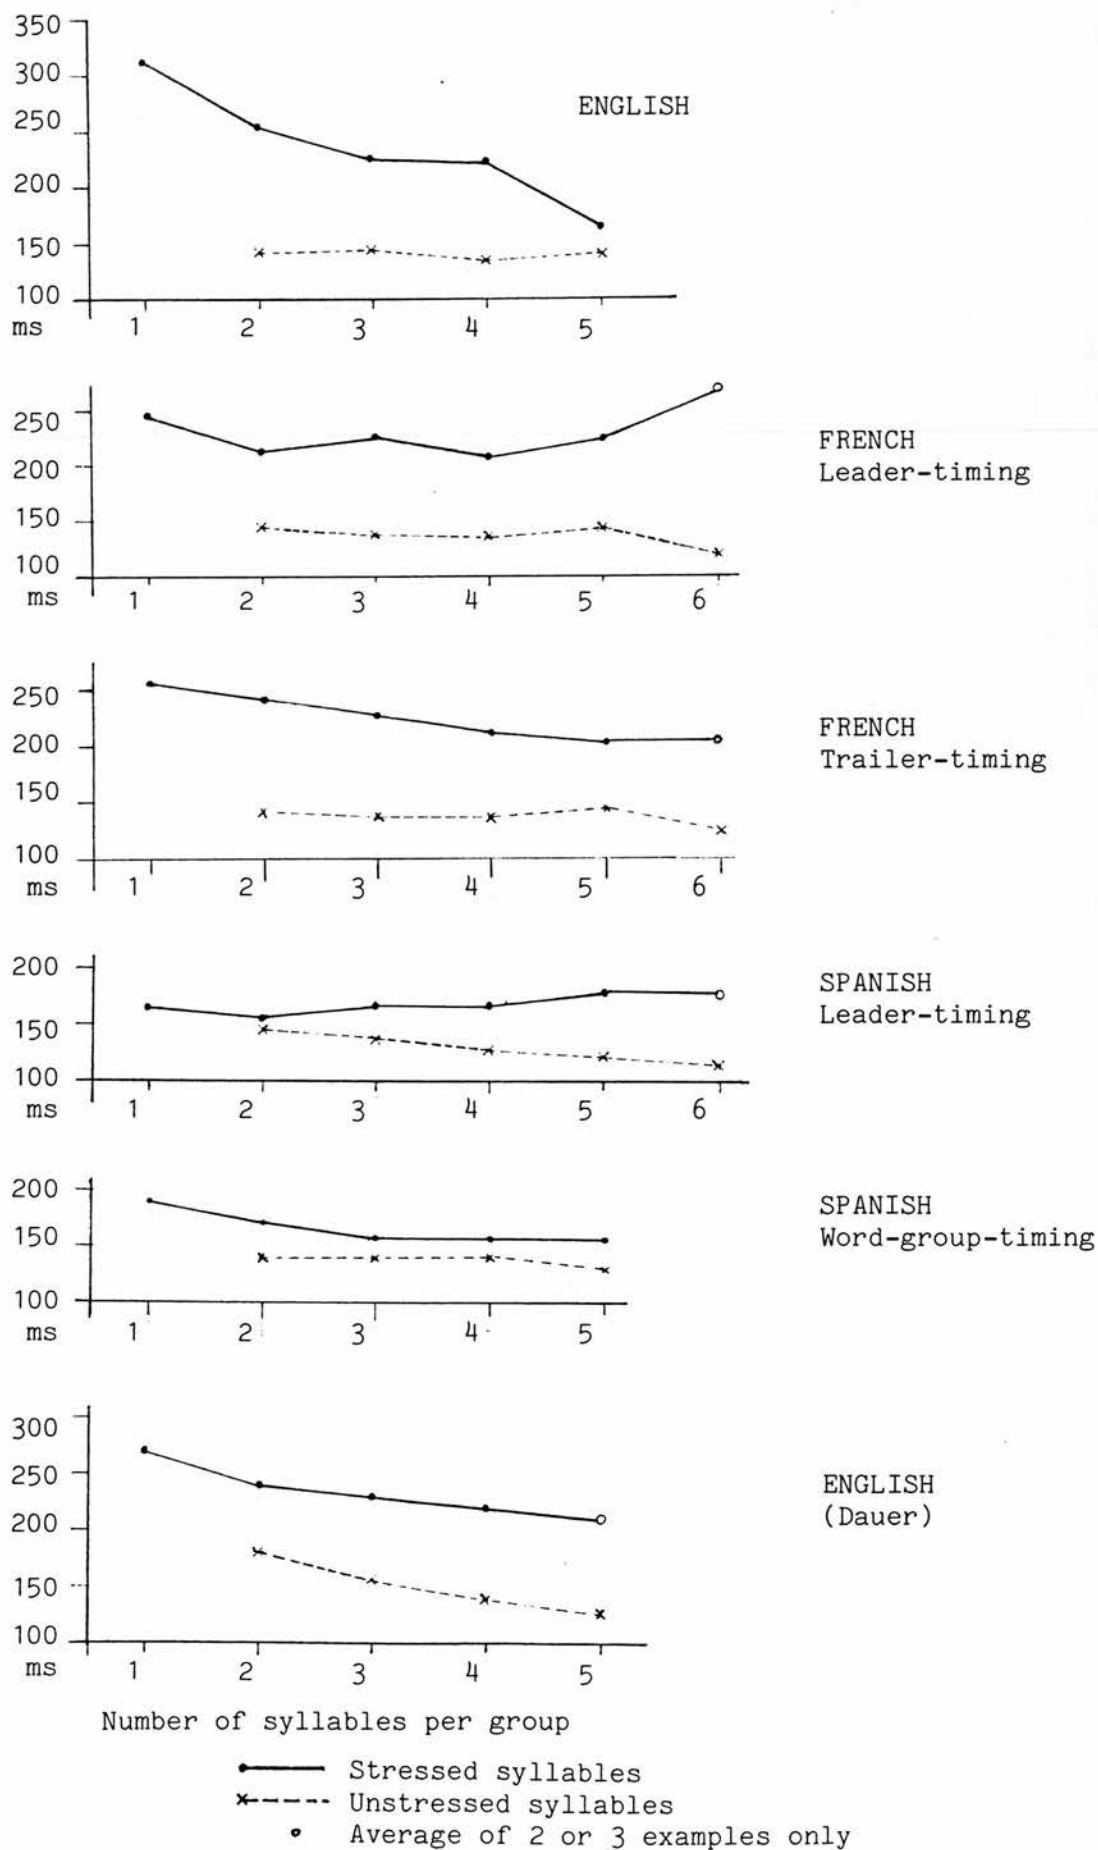 350
300
ENGLISH
250
200
150
100
ms 1 2 3 4 5
250
FRENCH
200 Leader-timing
150
100
ms 1 2 3 4 5 6
250
FRENCH
200 Trailer-timing
150
100
ms 1 2 3 4 5 6
200 SPANISH
Leader-timing
150
100
ms 1 2 3 4 5 6
200 SPANISH
150 Word-group-timing
100
ms 1 2 3 4 5
300
250 ENGLISH
(Dauer)
200
150
100
ms 1 2 3 4 5
Number of syllables per group
Stressed syllables
Unstressed syllables
Average of 2 or 3 examples only